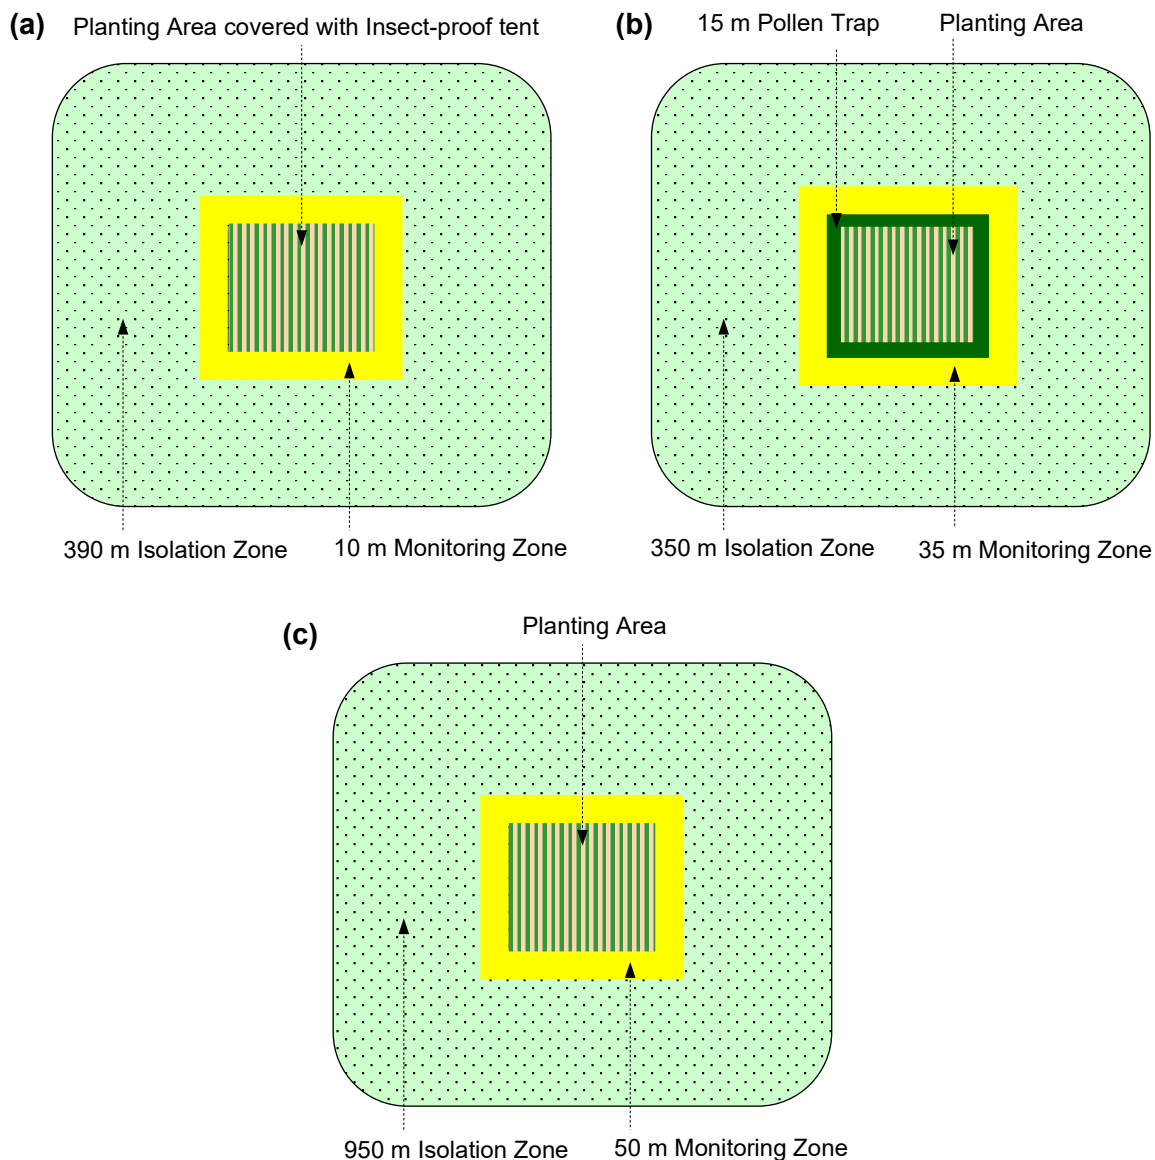 (a) Planting Area covered with Insect-proof tent
390 m Isolation Zone
10 m Monitoring Zone
(b) 15 m Pollen Trap
Planting Area
350 m Isolation Zone
35 m Monitoring Zone
(c) Planting Area
950 m Isolation Zone
50 m Monitoring Zone